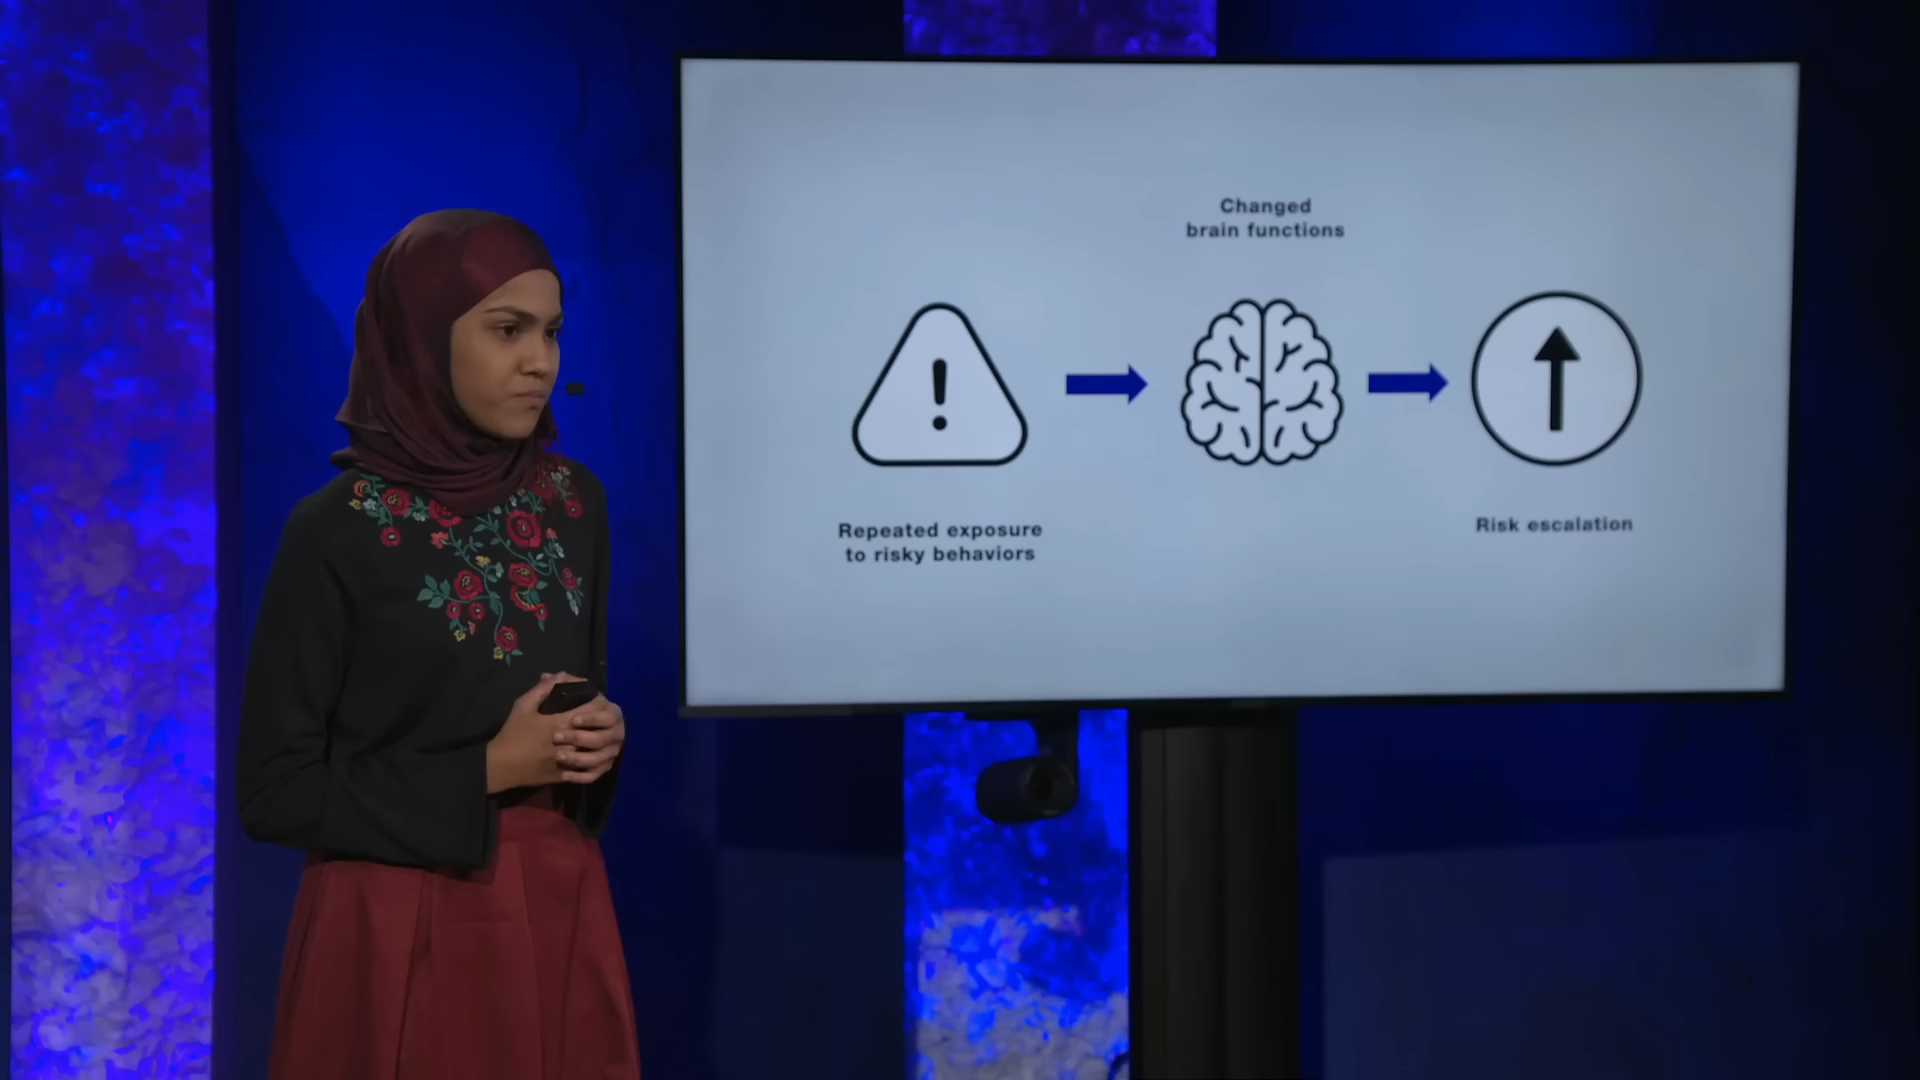 Changed
brain functions
Repeated exposure
to risky behaviors
Risk escalation